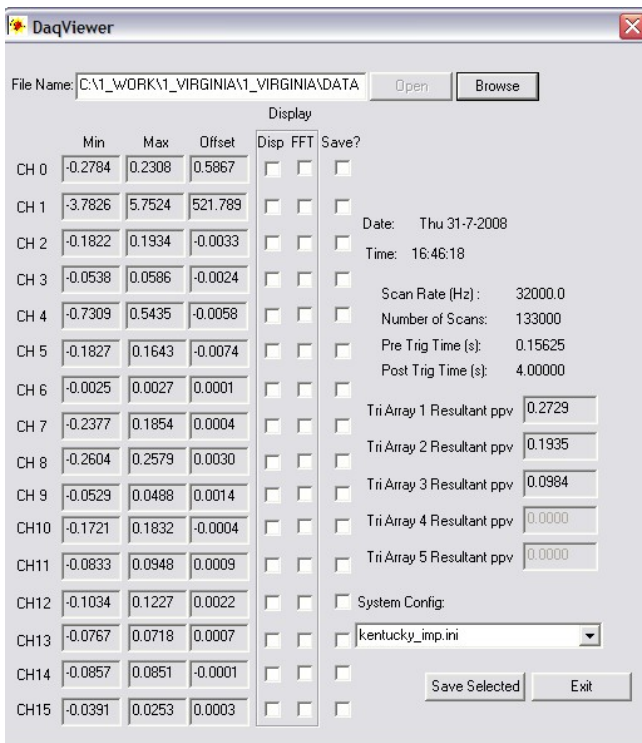 DaqViewer
File Name: C:\1_WORK\1_VIRGINIA\1_VIRGINIA\DATA Open Browse
Display
Min Max Offset Disp FFT Save?
CH 0 -0.2784 0.2308 0.5867
CH 1 -3.7826 5.7524 521.789
CH 2 -0.1822 0.1934 -0.0033
CH 3 -0.0538 0.0586 -0.0024
CH 4 -0.7309 0.5435 -0.0058
CH 5 -0.1827 0.1643 -0.0074
CH 6 -0.0025 0.0027 0.0001
CH 7 -0.2377 0.1854 0.0004
CH 8 -0.2604 0.2579 0.0030
CH 9 -0.0529 0.0488 0.0014
CH10 -0.1721 0.1832 -0.0004
CH11 -0.0833 0.0948 0.0009
CH12 -0.1034 0.1227 0.0022
CH13 -0.0767 0.0718 0.0007
CH14 -0.0857 0.0851 -0.0001
CH15 -0.0391 0.0253 0.0003
Date: Thu 31-7-2008
Time: 16:46:18
Scan Rate (Hz) : 32000.0
Number of Scans: 133000
Pre Trig Time (s): 0.15625
Post Trig Time (s): 4.00000
Tri Array 1 Resultant ppv 0.2729
Tri Array 2 Resultant ppv 0.1935
Tri Array 3 Resultant ppv 0.0984
Tri Array 4 Resultant ppv 0.0000
Tri Array 5 Resultant ppv 0.0000
System Config:
kentucky_imp.ini
Save Selected Exit